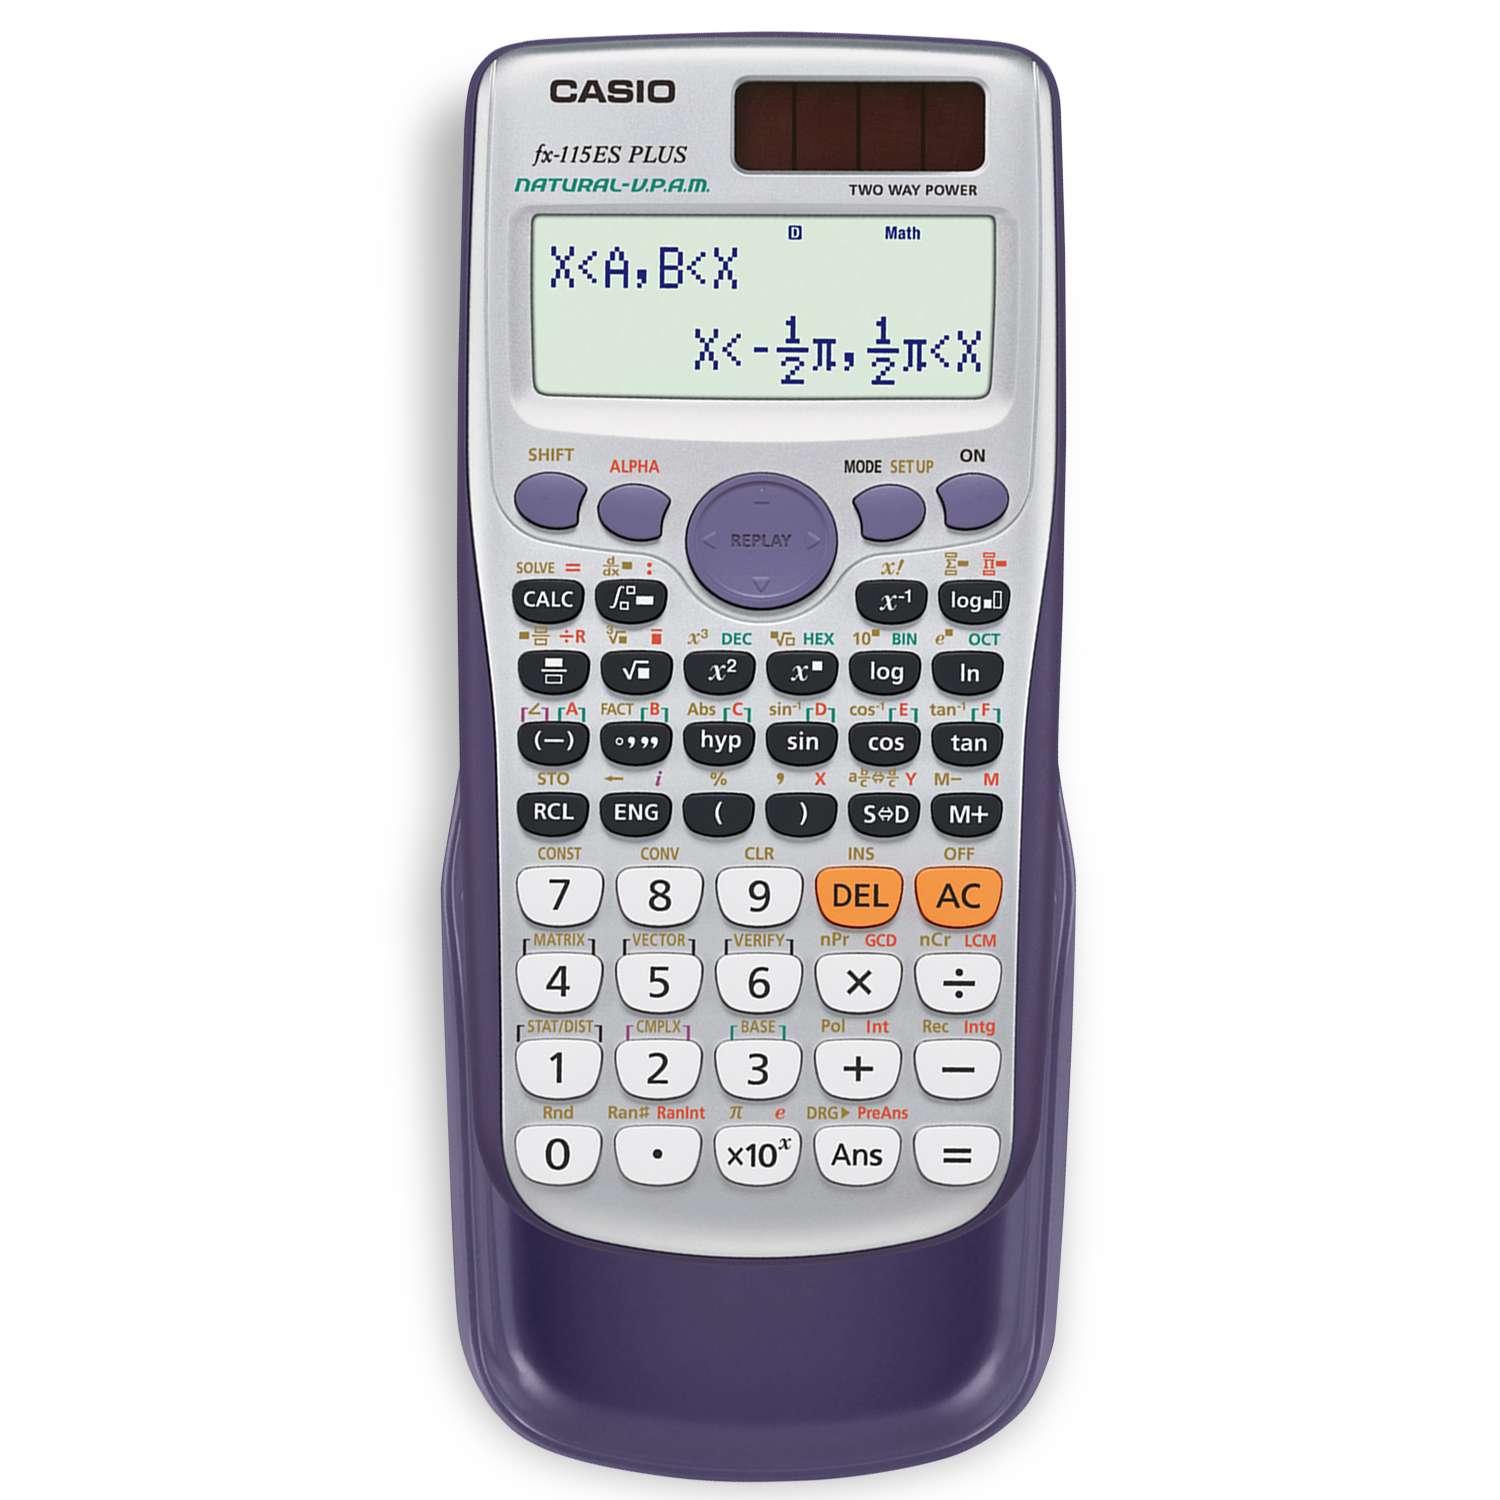 CASIO
fx-115ES PLUS
NATURAL-V.P.A.M.
TWO WAY POWER
D Math
X<A,B<X
X<-1/2π,1/2π<X
SHIFT ALPHA MODE SETUP ON
REPLAY
SOLVE = d/dx■ : x! Σ■ Π■
CALC ∫■ x⁻¹ log■□
■□/□ ÷R ³√■ x³ DEC ■√□ HEX 10■ BIN e■ OCT
■/□ √■ x² x■ log ln
∠ A FACT B Abs C sin⁻¹ D cos⁻¹ E tan⁻¹ F
(−) °,,, hyp sin cos tan
STO ← i % , X a b/c⇔d/c Y M− M
RCL ENG ( ) S⇔D M+
CONST CONV CLR INS OFF
7 8 9 DEL AC
MATRIX VECTOR VERIFY nPr GCD nCr LCM
4 5 6 × ÷
STAT/DIST CMPLX BASE Pol Int Rec Intg
1 2 3 + −
Rnd Ran# RanInt π e DRG▶ PreAns
0 • ×10ˣ Ans =